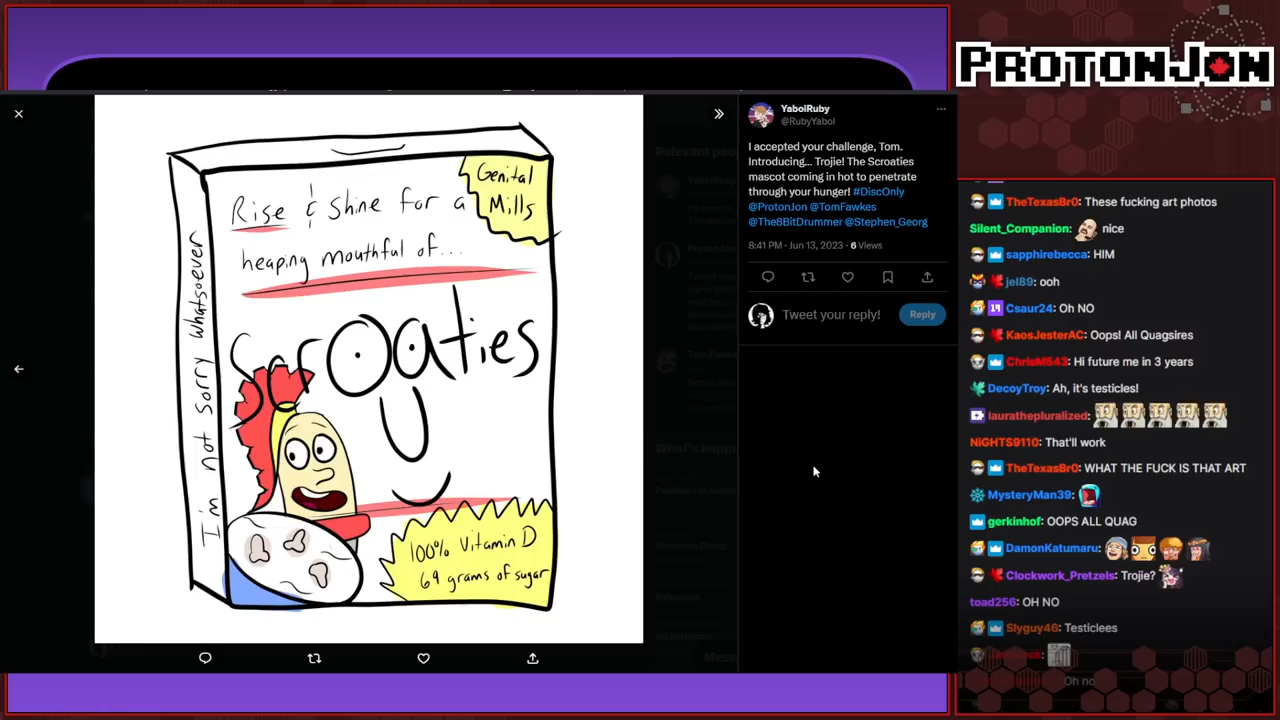 Rise & Shine for a
heaping mouthful of...
Genital
Mills
Scroaties
I'm not sorry whatsoever
100% Vitamin D
69 grams of sugar
YaboiRuby
@RubyYaboI
I accepted your challenge, Tom.
Introducing... Trojie! The Scroaties
mascot coming in hot to penetrate
through your hunger! #DiscOnly
@ProtonJon @TomFawkes
@The8BitDrummer @Stephen_Georg
8:41 PM · Jun 13, 2023 · 6 Views
Tweet your reply!
Reply
PROTONJON
TheTexasBr0: These fucking art photos
Silent_Companion: nice
sapphirebecca: HIM
jel89: ooh
19 Csaur24: Oh NO
KaosJesterAC: Oops! All Quagsires
ChrisM543: Hi future me in 3 years
DecoyTroy: Ah, it's testicles!
laurathepluralized:
NiGHTS9110: That'll work
TheTexasBr0: WHAT THE FUCK IS THAT ART
MysteryMan39:
gerkinhof: OOPS ALL QUAG
DamonKatumaru:
Clockwork_Pretzels: Trojie?
toad256: OH NO
Slyguy46: Testiclees
Oh no